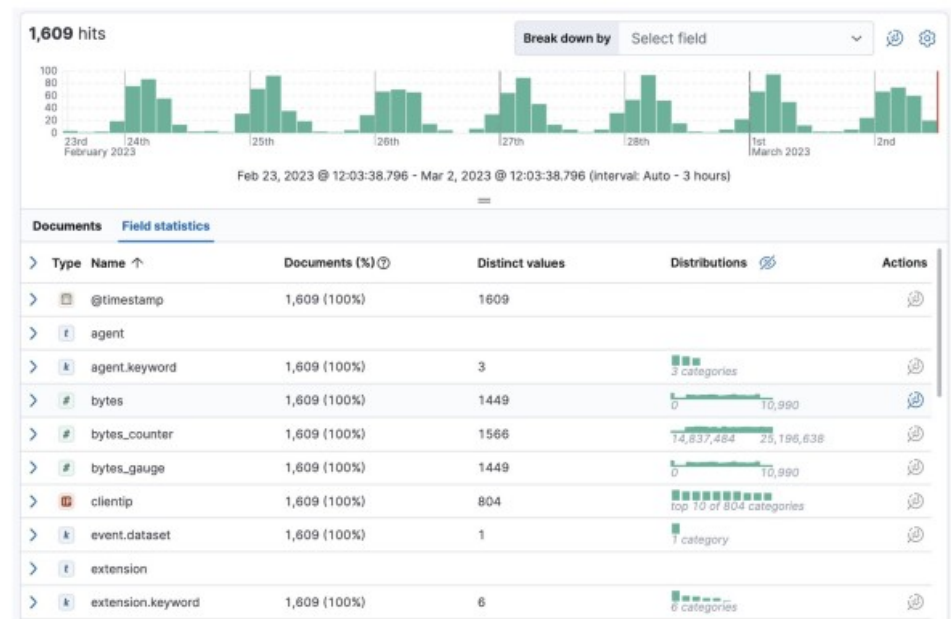 1,609 hits
Break down by Select field
100
80
60
40
20
0
23rd 24th 25th 26th 27th 28th 1st 2nd
February 2023 March 2023
Feb 23, 2023 @ 12:03:38.796 - Mar 2, 2023 @ 12:03:38.796 (interval: Auto - 3 hours)
Documents Field statistics
Type Name ↑ Documents (%) Distinct values Distributions Actions
@timestamp 1,609 (100%) 1609
t agent
k agent.keyword 1,609 (100%) 3 3 categories
# bytes 1,609 (100%) 1449 0 10,990
# bytes_counter 1,609 (100%) 1566 14,837,484 25,196,638
# bytes_gauge 1,609 (100%) 1449 0 10,990
clientip 1,609 (100%) 804 top 10 of 804 categories
k event.dataset 1,609 (100%) 1 1 category
t extension
k extension.keyword 1,609 (100%) 6 6 categories